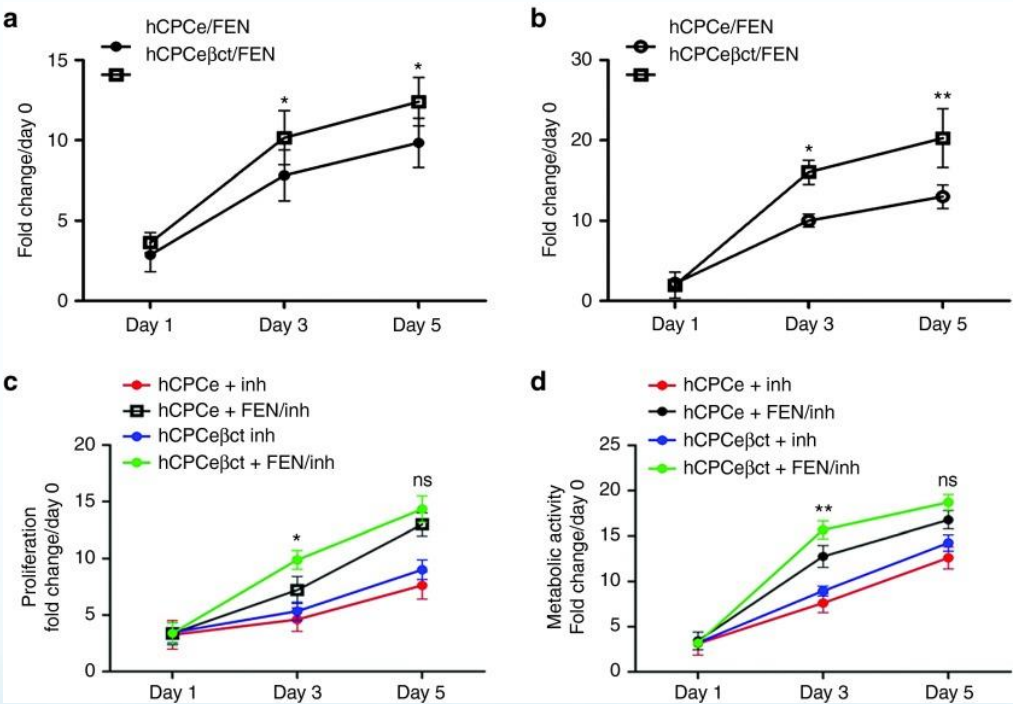 a
hCPCe/FEN
hCPCeβct/FEN
15
10
5
0
Fold change/day 0
*
*
Day 1 Day 3 Day 5
b
hCPCe/FEN
hCPCeβct/FEN
30
20
10
0
Fold change/day 0
*
**
Day 1 Day 3 Day 5
c
hCPCe + inh
hCPCe + FEN/inh
hCPCeβct inh
hCPCeβct + FEN/inh
20
15
10
5
0
Proliferation
fold change/day 0
*
ns
Day 1 Day 3 Day 5
d
hCPCe + inh
hCPCe + FEN/inh
hCPCeβct + inh
hCPCeβct + FEN/inh
25
20
15
10
5
0
Metabolic activity
Fold change/day 0
**
ns
Day 1 Day 3 Day 5